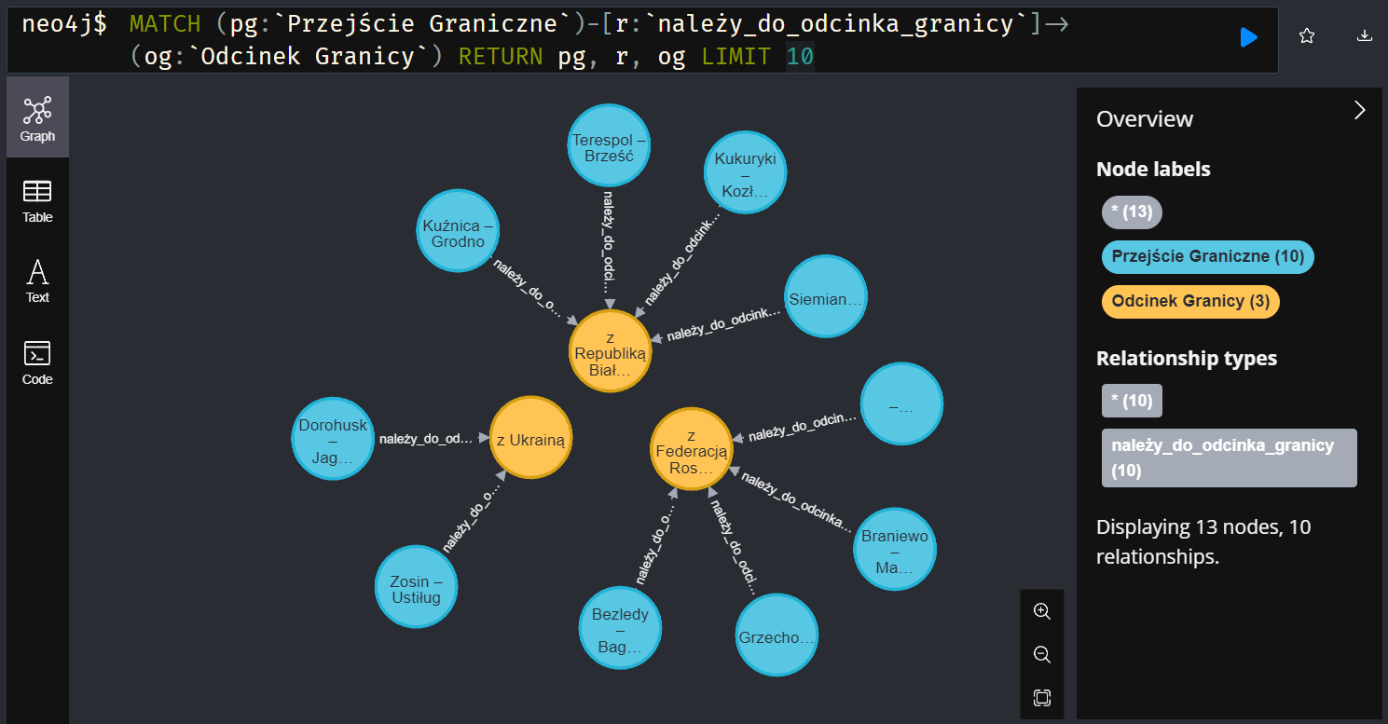 neo4j$ MATCH (pg:`Przejście Graniczne`)-[r:`należy_do_odcinka_granicy`]->
(og:`Odcinek Granicy`) RETURN pg, r, og LIMIT 10
Graph
Table
Text
Code
Terespol –
Brześć
Kukuryki
–
Kozł...
Kuźnica –
Grodno
Siemian...
należy_do_odci...
należy_do_odcink...
należy_do_o...
należy_do_odcink...
z
Republiką
Biał...
Dorohusk
–
Jag...
należy_do_od...
z Ukrainą
należy_do_o...
Zosin –
Ustiług
z
Federacją
Ros...
należy_do_odcin...
–...
należy_do_odcinka...
Braniewo
–
Ma...
należy_do_o...
należy_do_odci...
Bezledy
–
Bag...
Grzecho...
Overview
Node labels
* (13)
Przejście Graniczne (10)
Odcinek Granicy (3)
Relationship types
* (10)
należy_do_odcinka_granicy
(10)
Displaying 13 nodes, 10
relationships.